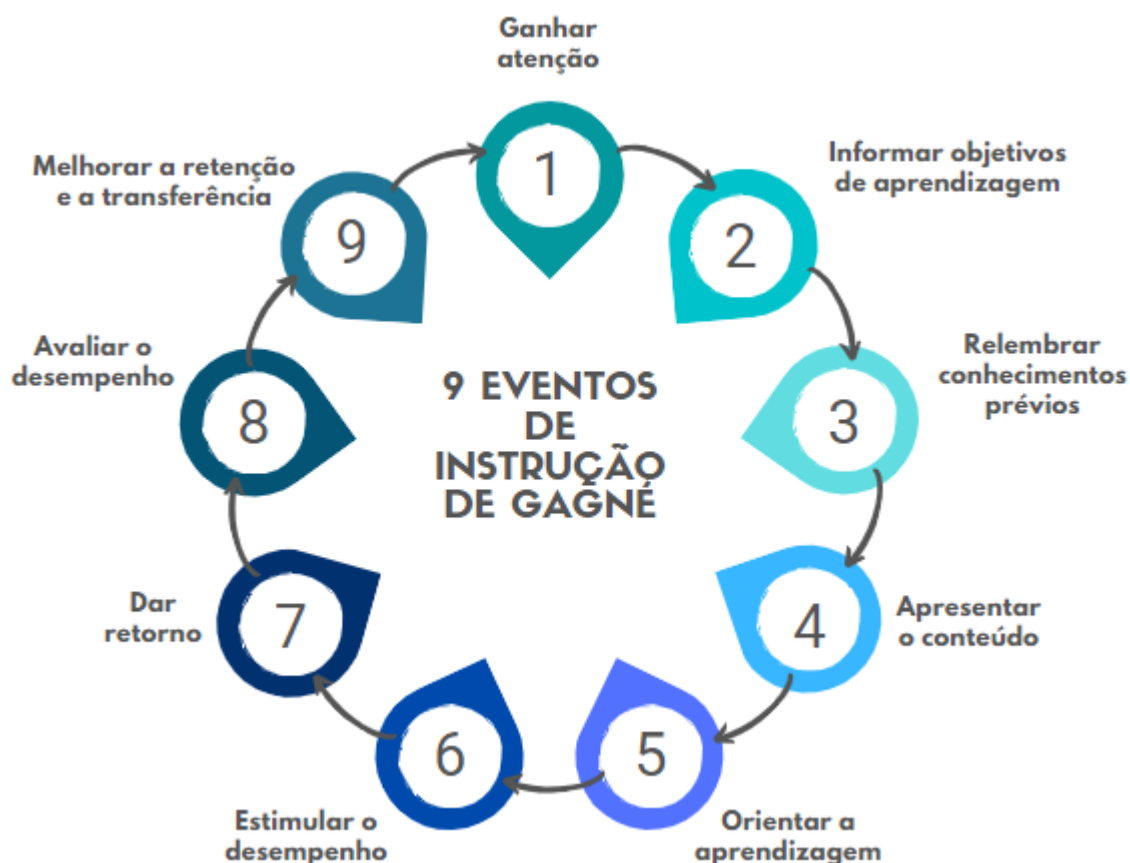 Ganhar
atenção
1
Informar objetivos
de aprendizagem
2
Relembrar
conhecimentos
prévios
3
Apresentar
o conteúdo
4
Orientar a
aprendizagem
5
Estimular o
desempenho
6
Dar
retorno
7
Avaliar o
desempenho
8
Melhorar a retenção
e a transferência
9
9 EVENTOS
DE
INSTRUÇÃO
DE GAGNÉ